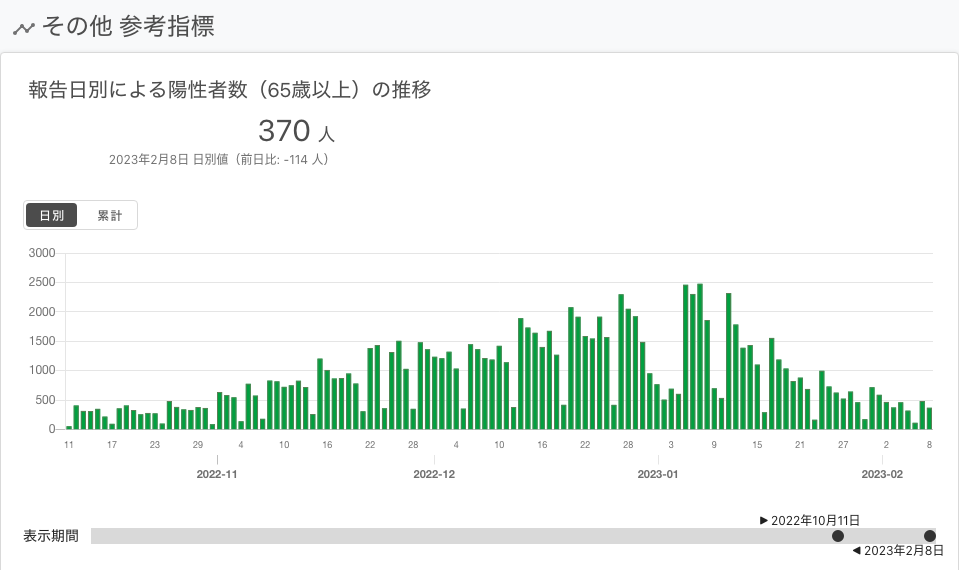 その他 参考指標
報告日別による陽性者数（65歳以上）の推移
370 人
2023年2月8日 日別値（前日比: -114 人）
日別 累計
3000
2500
2000
1500
1000
500
0
11 17 23 29 4 10 16 22 28 4 10 16 22 28 3 9 15 21 27 2 8
2022-11 2022-12 2023-01 2023-02
2022年10月11日
表示期間
2023年2月8日